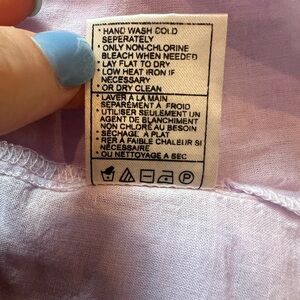 * HAND WASH COLD
SEPERATELY
* ONLY NON-CHLORINE
BLEACH WHEN NEEDED
* LAY FLAT TO DRY
* LOW HEAT IRON IF
NECESSARY
* OR DRY CLEAN
* LAVER A LA MAIN
SÉPARÉMENT À FROID
* UTILISER SEULEMENT UN
AGENT DE BLANCHIMENT
NON CHLORÉ AU BESOIN
* SÉCHAGE A PLAT
* RER À FAIBLE CHALEUR SI
NÉCESSAIRE
* OU NETTOYAGE A SEC
P